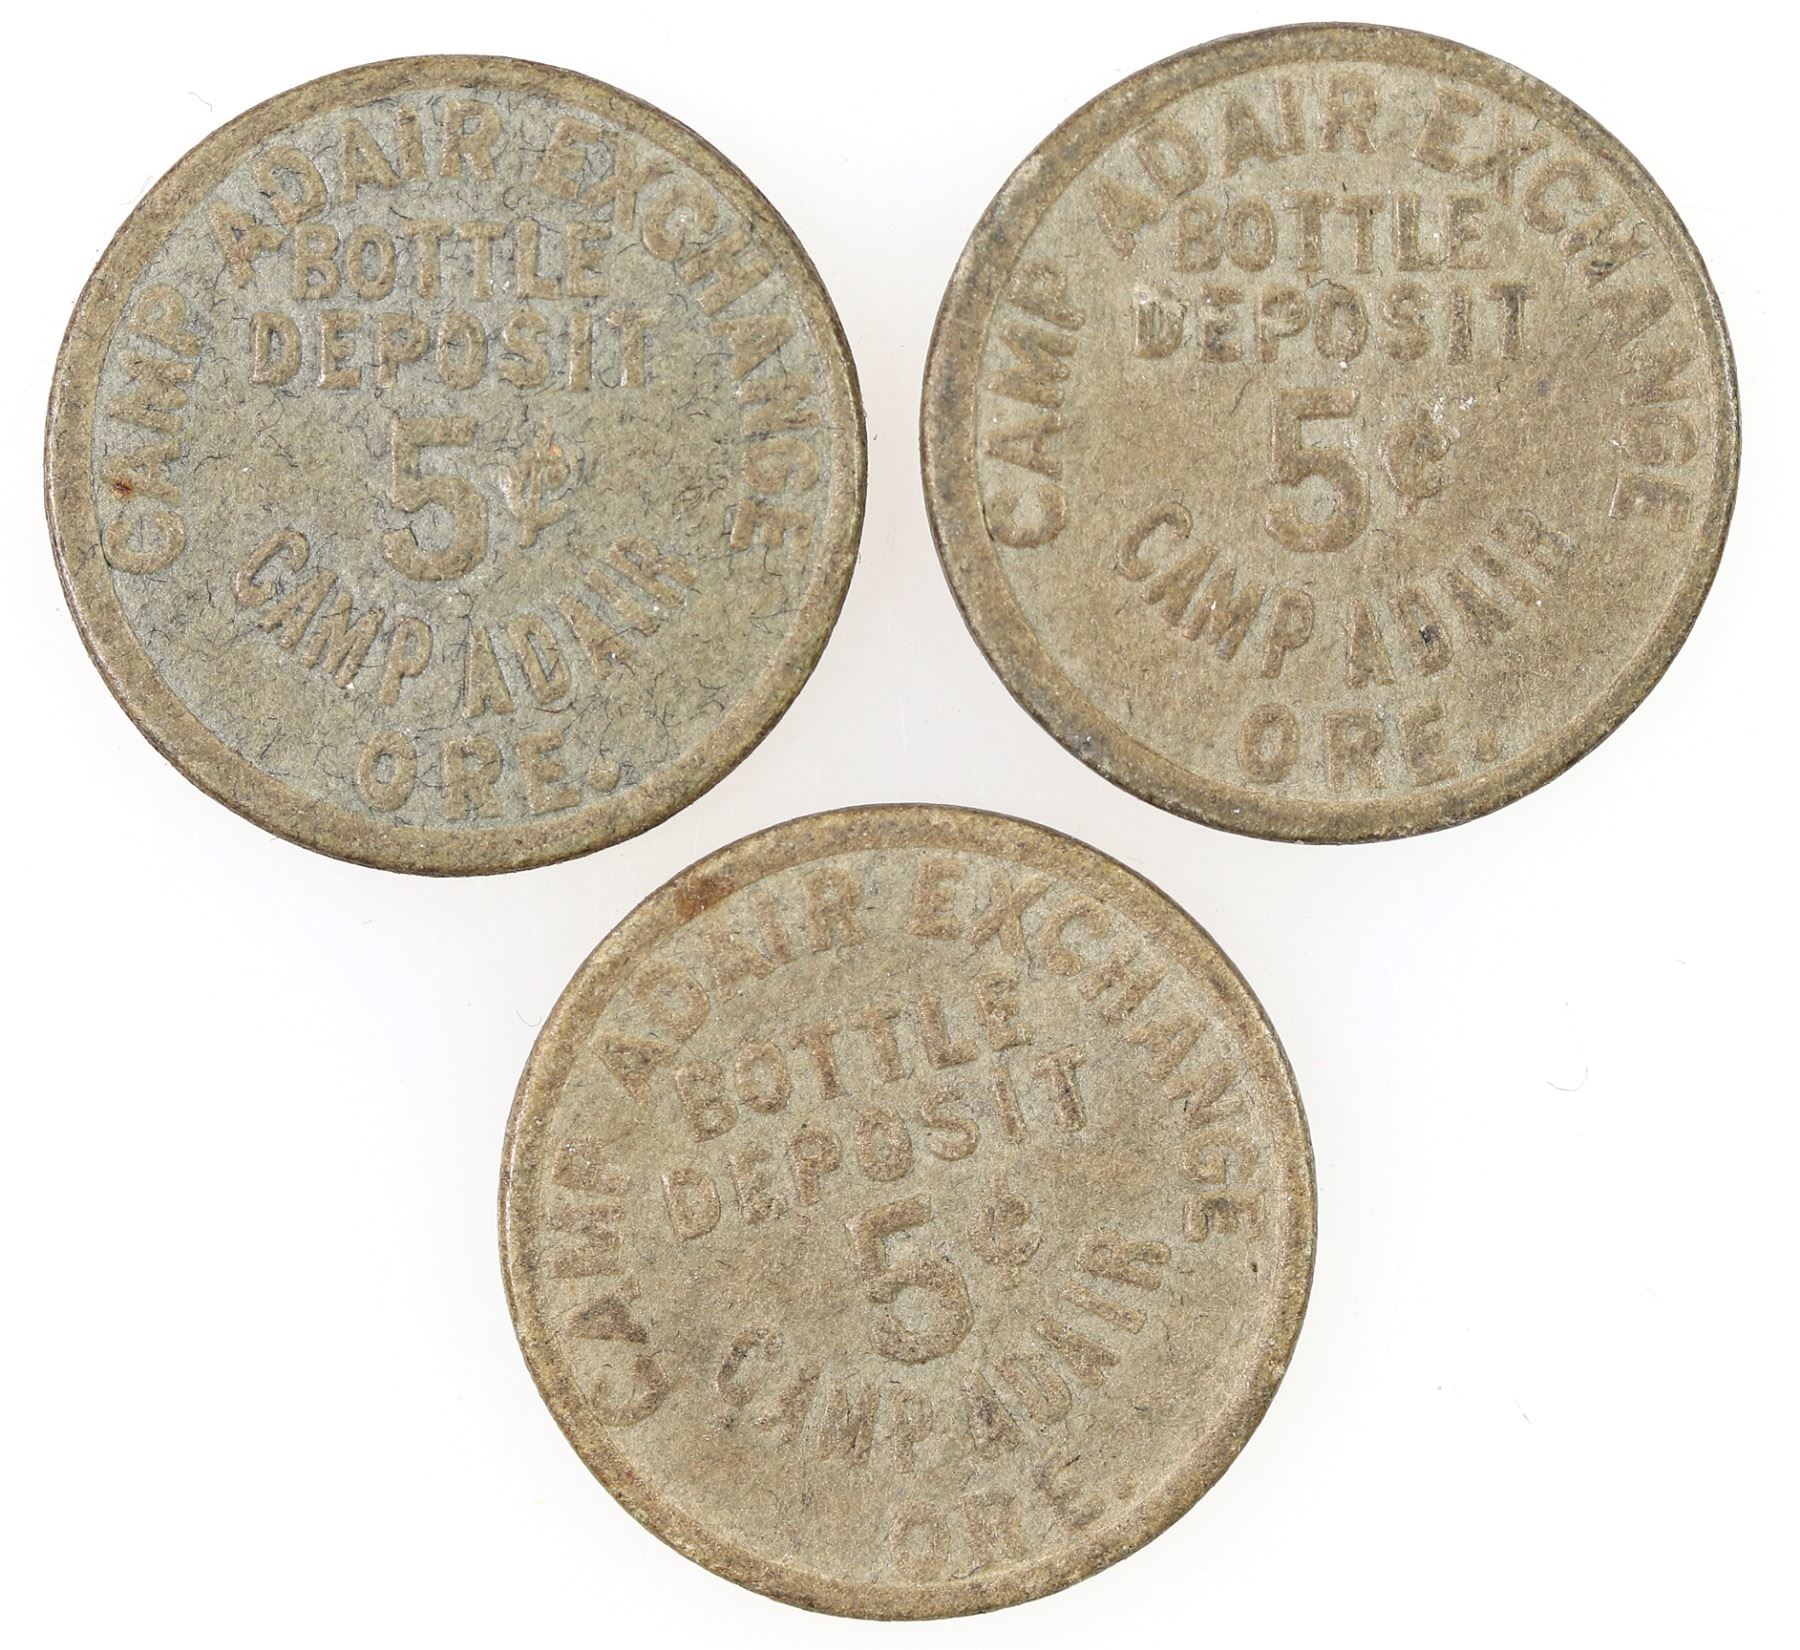 CAMP ADAIR EXCHANGE
BOTTLE
DEPOSIT
5¢
CAMP ADAIR
ORE.
CAMP ADAIR EXCHANGE
BOTTLE
DEPOSIT
5¢
CAMP ADAIR
ORE.
CAMP ADAIR EXCHANGE
BOTTLE
DEPOSIT
5¢
CAMP ADAIR
ORE.